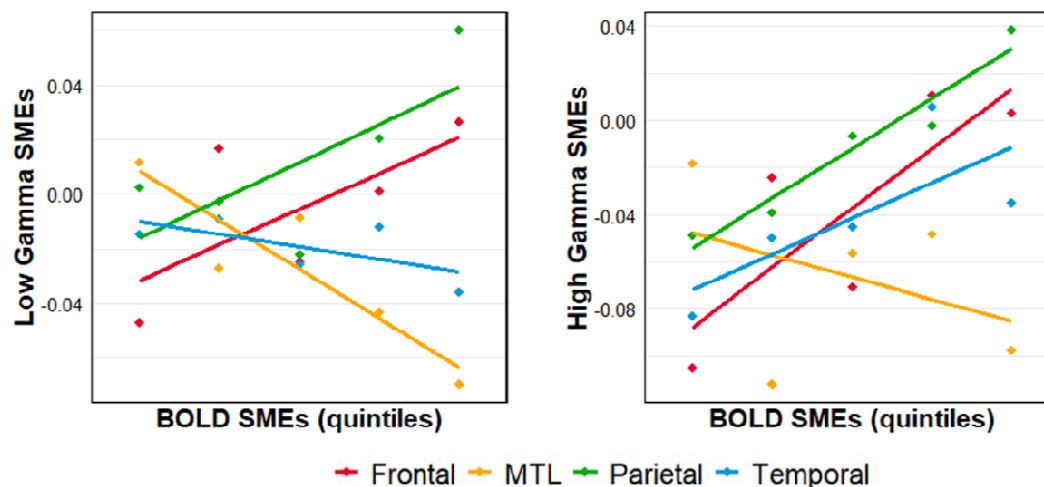 Low Gamma SMEs
0.04
0.00
-0.04
BOLD SMEs (quintiles)
High Gamma SMEs
0.04
0.00
-0.04
-0.08
BOLD SMEs (quintiles)
Frontal MTL Parietal Temporal